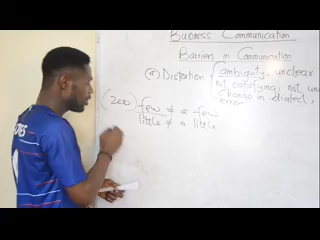 Business Communication
Barriers in Communication
(a) Distortion { ambiguity, unclear
not satisfying, not und
Change in dialect,
error
(zero) few ≠ a few
little ≠ a little